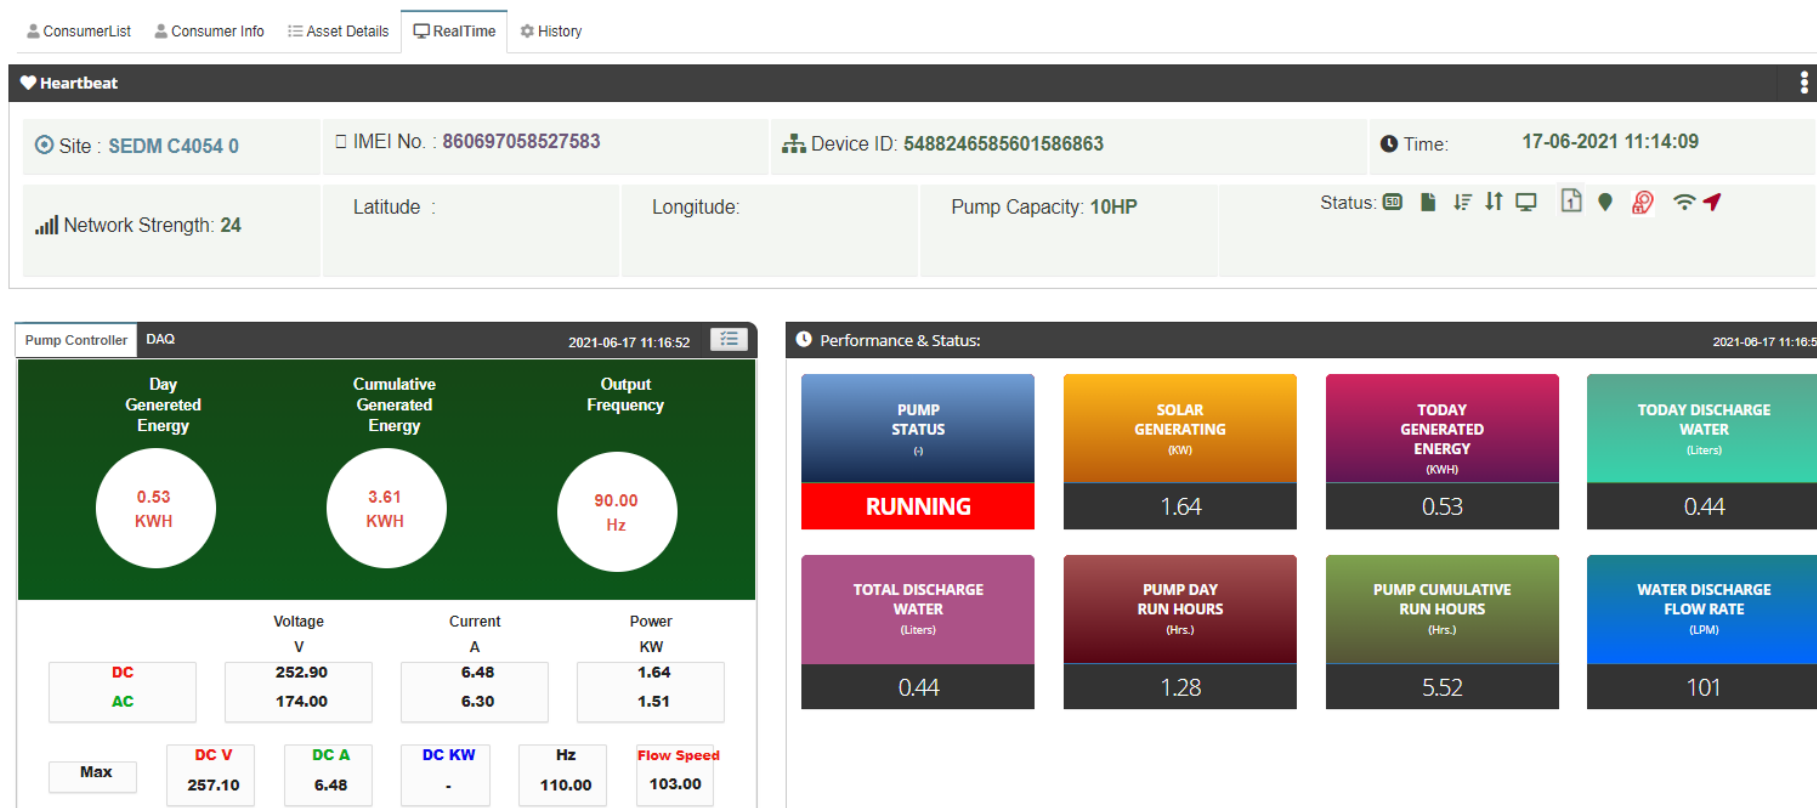 ConsumerList Consumer Info Asset Details RealTime History
Heartbeat
Site : SEDM C4054 0 IMEI No. : 860697058527583 Device ID: 5488246585601586863 Time: 17-06-2021 11:14:09
Network Strength: 24 Latitude : Longitude: Pump Capacity: 10HP Status: SD 1
Pump Controller DAQ 2021-06-17 11:16:52
Day
Genereted
Energy
Cumulative
Generated
Energy
Output
Frequency
0.53
KWH
3.61
KWH
90.00
Hz
Voltage Current Power
V A KW
DC 252.90 6.48 1.64
AC 174.00 6.30 1.51
DC V DC A DC KW Hz Flow Speed
Max 257.10 6.48 - 110.00 103.00
Performance & Status: 2021-06-17 11:16:5
PUMP
STATUS
(-)
RUNNING
SOLAR
GENERATING
(KW)
1.64
TODAY
GENERATED
ENERGY
(KWH)
0.53
TODAY DISCHARGE
WATER
(Liters)
0.44
TOTAL DISCHARGE
WATER
(Liters)
0.44
PUMP DAY
RUN HOURS
(Hrs.)
1.28
PUMP CUMULATIVE
RUN HOURS
(Hrs.)
5.52
WATER DISCHARGE
FLOW RATE
(LPM)
101